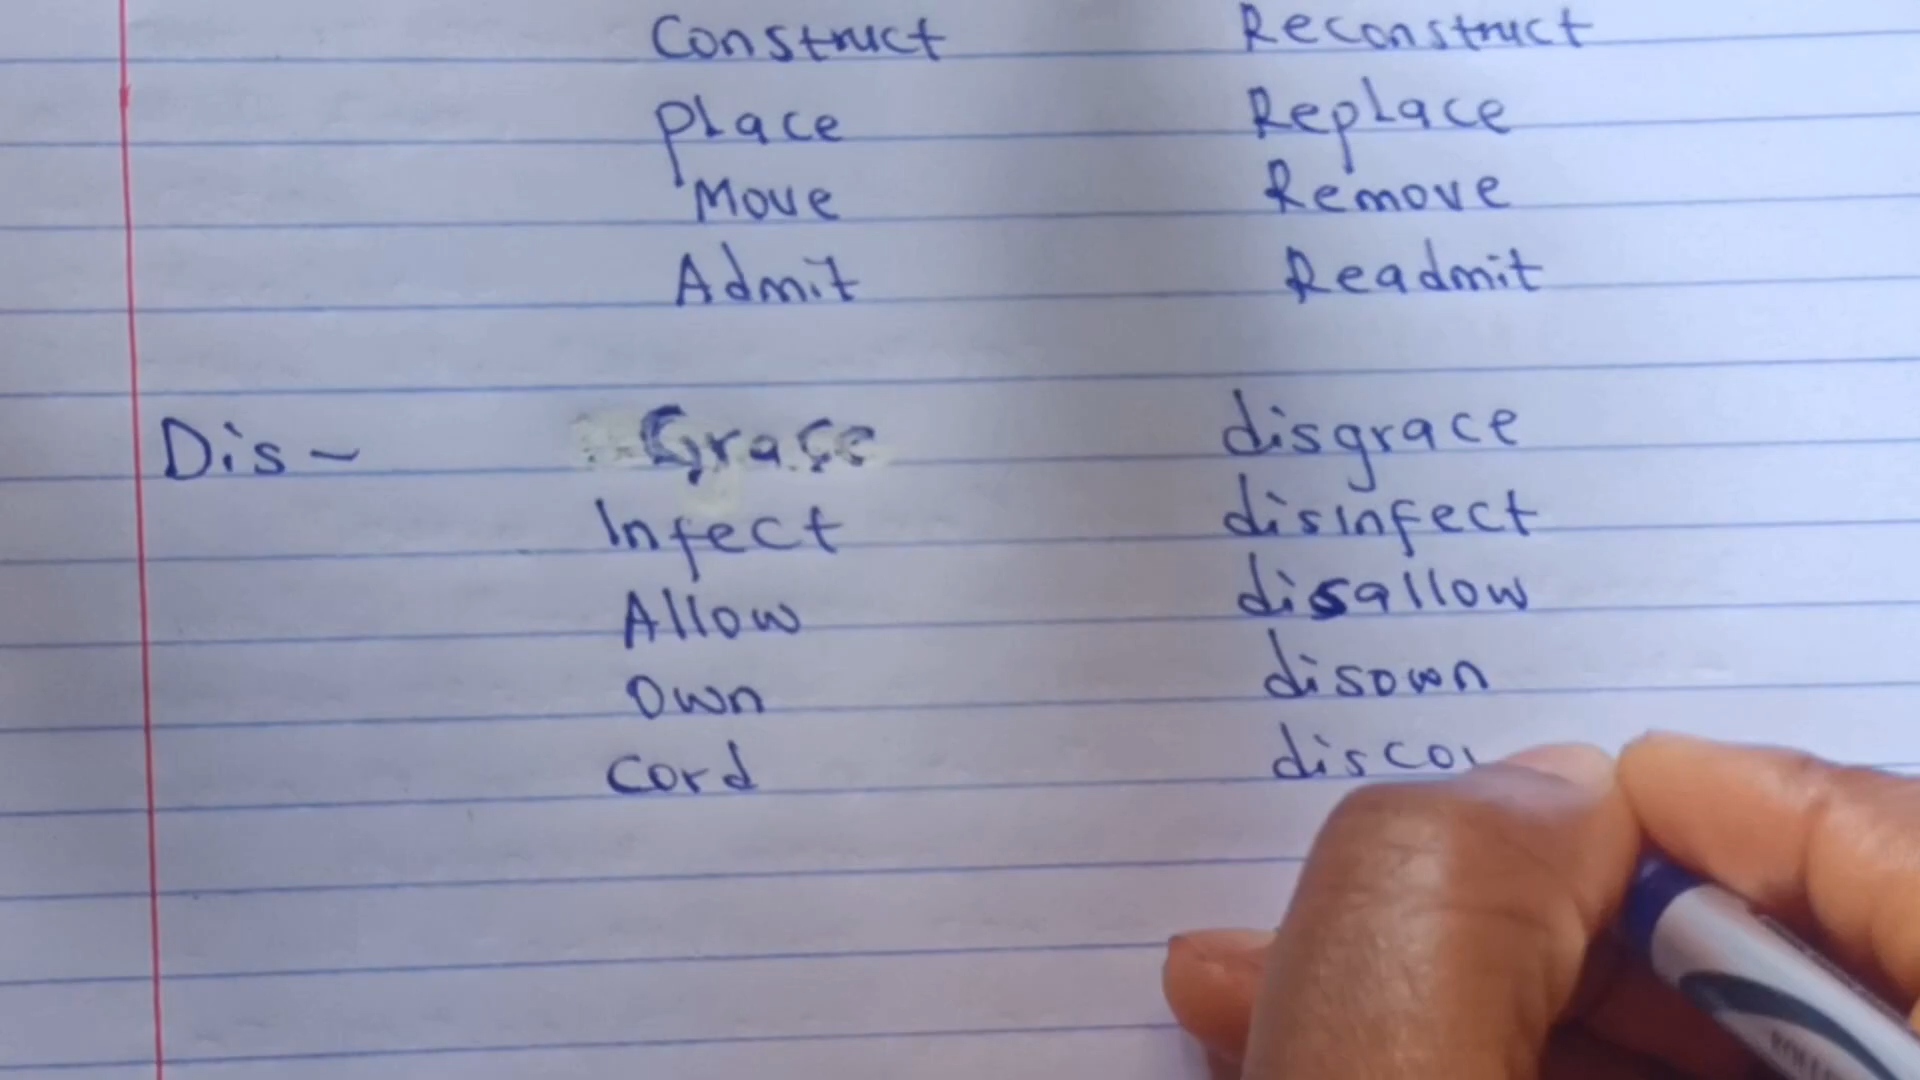 Construct Reconstruct
Place Replace
Move Remove
Admit Readmit
Dis- Grace disgrace
Infect disinfect
Allow disallow
Own disown
Cord